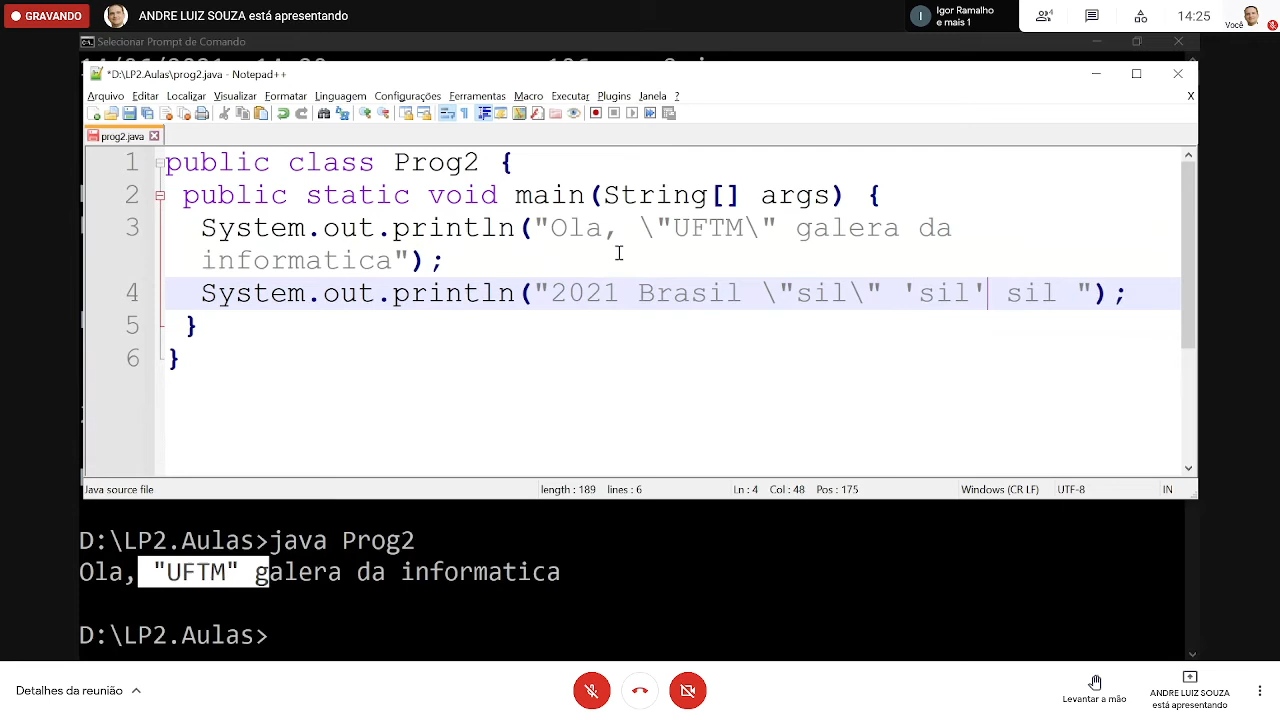 GRAVANDO
ANDRE LUIZ SOUZA está apresentando
I
Igor Ramalho
e mais 1
4
14:25
Você
Selecionar Prompt de Comando
*D:\LP2.Aulas\prog2.java - Notepad++
Arquivo Editar Localizar Visualizar Formatar Linguagem Configurações Ferramentas Macro Executar Plugins Janela ? X
prog2.java
1 public class Prog2 {
2 public static void main(String[] args) {
3 System.out.println("Ola, \"UFTM\" galera da
informatica");
4 System.out.println("2021 Brasil \"sil\" 'sil' sil ");
5 }
6 }
Java source file length : 189 lines : 6 Ln : 4 Col : 48 Pos : 175 Windows (CR LF) UTF-8 IN
D:\LP2.Aulas>java Prog2
Ola, "UFTM" galera da informatica
D:\LP2.Aulas>
Detalhes da reunião
Levantar a mão
ANDRE LUIZ SOUZA
está apresentando